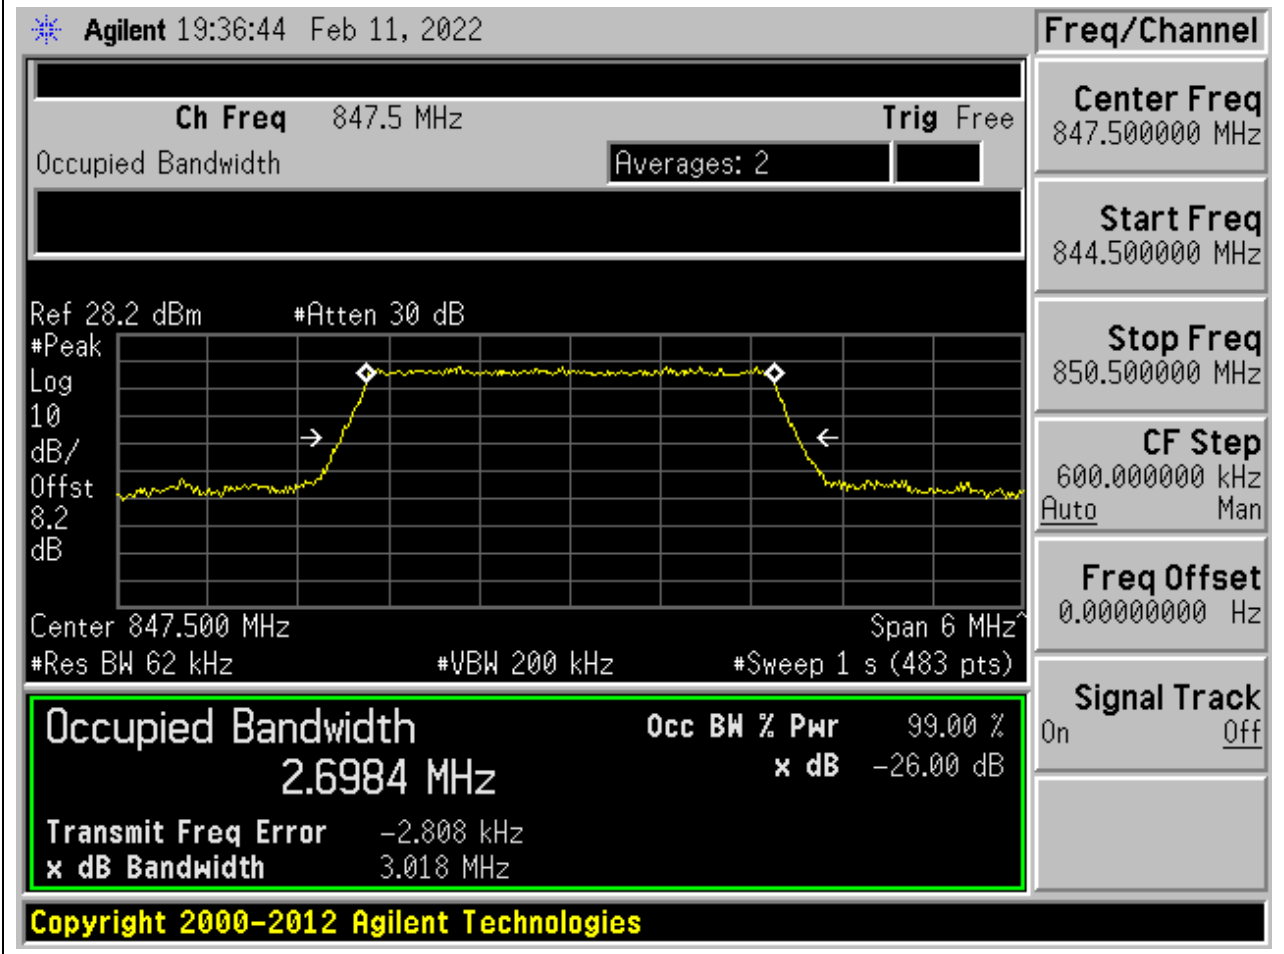 Agilent 19:36:44 Feb 11, 2022
Freq/Channel
Ch Freq 847.5 MHz
Trig Free
Occupied Bandwidth
Averages: 2
Center Freq
847.500000 MHz
Start Freq
844.500000 MHz
Stop Freq
850.500000 MHz
CF Step
600.000000 kHz
Auto Man
Freq Offset
0.00000000 Hz
Signal Track
On Off
Ref 28.2 dBm #Atten 30 dB
#Peak
Log
10
dB/
Offst
8.2
dB
Center 847.500 MHz Span 6 MHz^
#Res BW 62 kHz #VBW 200 kHz #Sweep 1 s (483 pts)
Occupied Bandwidth
2.6984 MHz
Occ BW % Pwr 99.00 %
x dB -26.00 dB
Transmit Freq Error -2.808 kHz
x dB Bandwidth 3.018 MHz
Copyright 2000-2012 Agilent Technologies